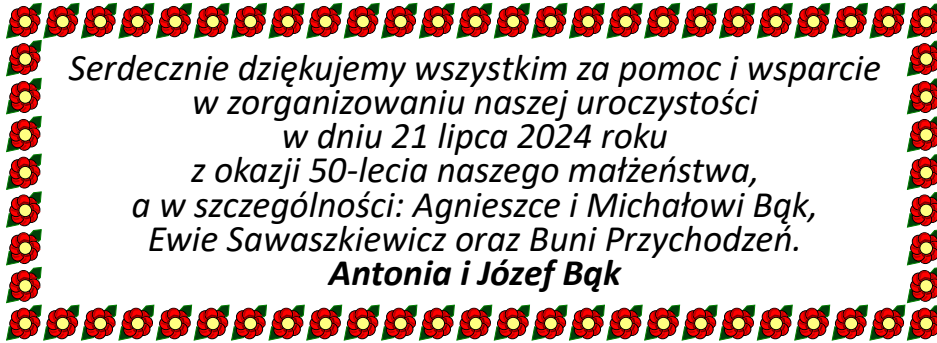 Serdecznie dziękujemy wszystkim za pomoc i wsparcie
w zorganizowaniu naszej uroczystości
w dniu 21 lipca 2024 roku
z okazji 50-lecia naszego małżeństwa,
a w szczególności: Agnieszce i Michałowi Bąk,
Ewie Sawaszkiewicz oraz Buni Przychodzeń.
Antonia i Józef Bąk